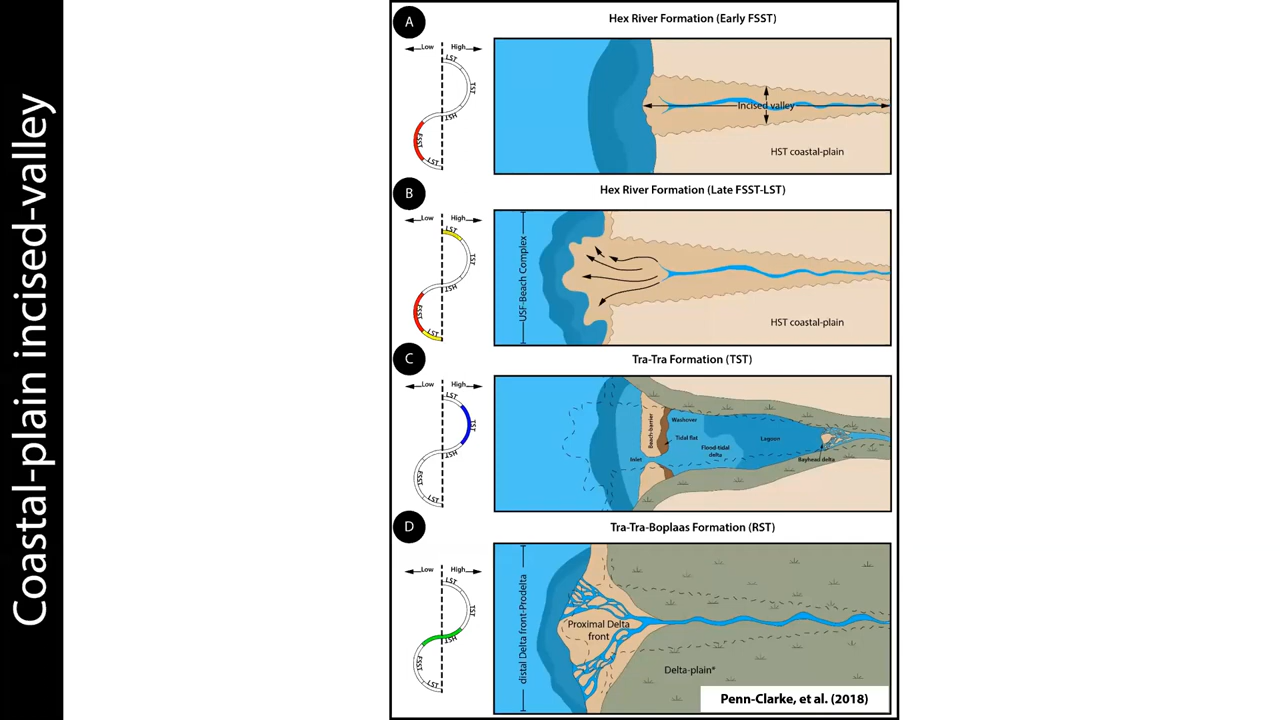 Coastal-plain incised-valley
A
Hex River Formation (Early FSST)
Low
High
LST
TST
HST
FSST
LST
Incised valley
HST coastal-plain
B
Hex River Formation (Late FSST-LST)
Low
High
LST
TST
HST
FSST
LST
USF-Beach Complex
HST coastal-plain
C
Tra-Tra Formation (TST)
Low
High
LST
TST
HST
FSST
LST
Beach-barrier
Washover
Tidal flat
Inlet
Flood-tidal
delta
Lagoon
Bayhead delta
D
Tra-Tra-Boplaas Formation (RST)
Low
High
LST
TST
HST
FSST
LST
distal Delta front-Prodelta
Proximal Delta
front
Delta-plain*
Penn-Clarke, et al. (2018)